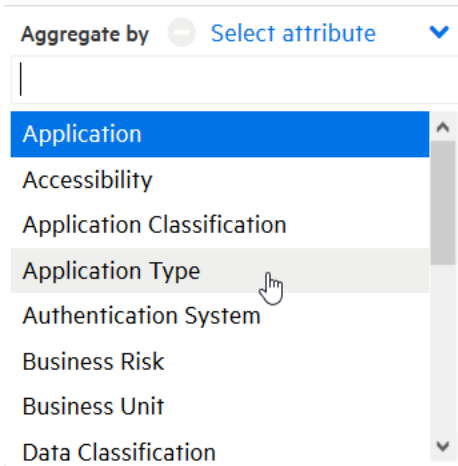 Aggregate by Select attribute
Application
Accessibility
Application Classification
Application Type
Authentication System
Business Risk
Business Unit
Data Classification